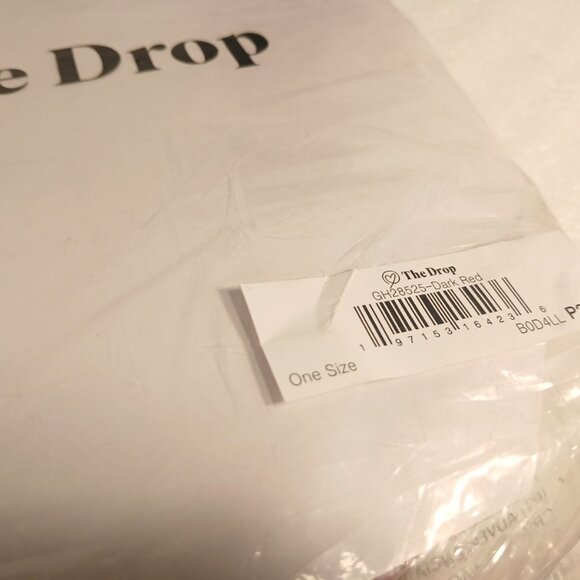 e Drop
The Drop
GH28525-Dark Red
1 97153 16423 6
B0D4LL P
One Size